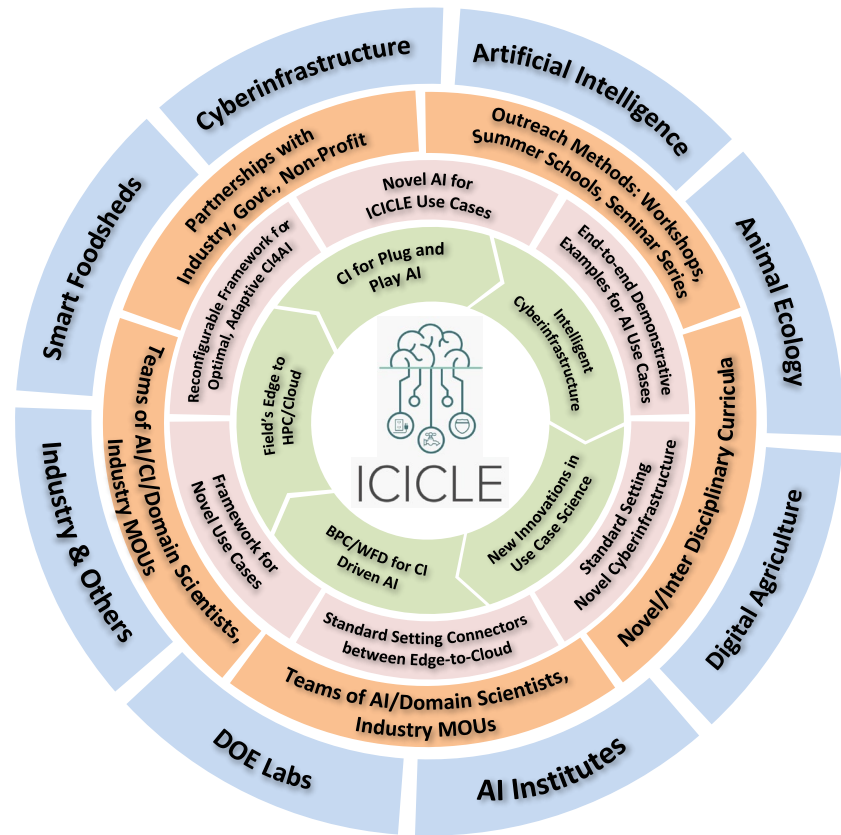 Cyberinfrastructure
Artificial Intelligence
Animal Ecology
Digital Agriculture
AI Institutes
DOE Labs
Industry & Others
Smart Foodsheds
Partnerships with
Industry, Govt., Non-Profit
Outreach Methods: Workshops,
Summer Schools, Seminar Series
Novel/Inter Disciplinary Curricula
Teams of AI/Domain Scientists,
Industry MOUs
Teams of AI/CI/Domain Scientists,
Industry MOUs
Novel AI for
ICICLE Use Cases
End-to-end Demonstrative
Examples for AI Use Cases
Standard Setting
Novel Cyberinfrastructure
Standard Setting Connectors
between Edge-to-Cloud
Framework for
Novel Use Cases
Reconfigurable Framework for
Optimal, Adaptive CI4AI
CI for Plug and
Play AI
Intelligent
Cyberinfrastructure
New Innovations in
Use Case Science
BPC/WFD for CI
Driven AI
Field's Edge to
HPC/Cloud
ICICLE